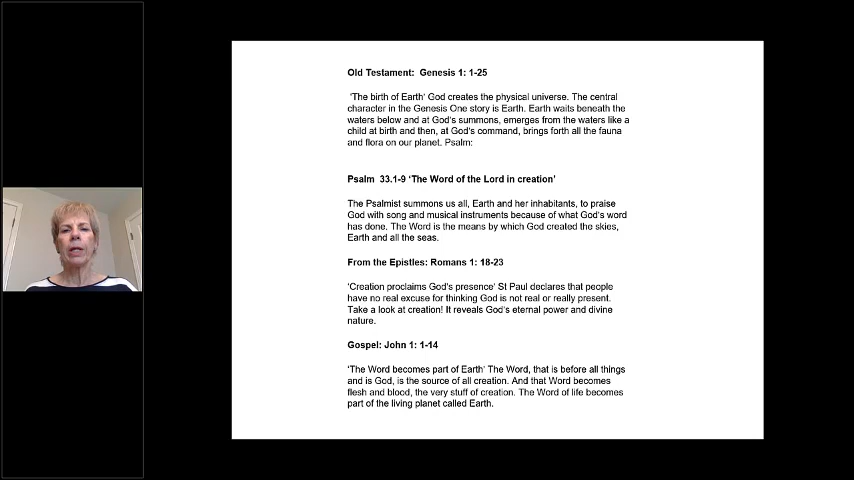 Old Testament:  Genesis 1: 1-25
'The birth of Earth' God creates the physical universe. The central
character in the Genesis One story is Earth. Earth waits beneath the
waters below and at God's summons, emerges from the waters like a
child at birth and then, at God's command, brings forth all the fauna
and flora on our planet. Psalm:
Psalm  33.1-9 'The Word of the Lord in creation'
The Psalmist summons us all, Earth and her inhabitants, to praise
God with song and musical instruments because of what God's word
has done. The Word is the means by which God created the skies,
Earth and all the seas.
From the Epistles: Romans 1: 18-23
'Creation proclaims God's presence' St Paul declares that people
have no real excuse for thinking God is not real or really present.
Take a look at creation! It reveals God's eternal power and divine
nature.
Gospel: John 1: 1-14
'The Word becomes part of Earth' The Word, that is before all things
and is God, is the source of all creation. And that Word becomes
flesh and blood, the very stuff of creation. The Word of life becomes
part of the living planet called Earth.